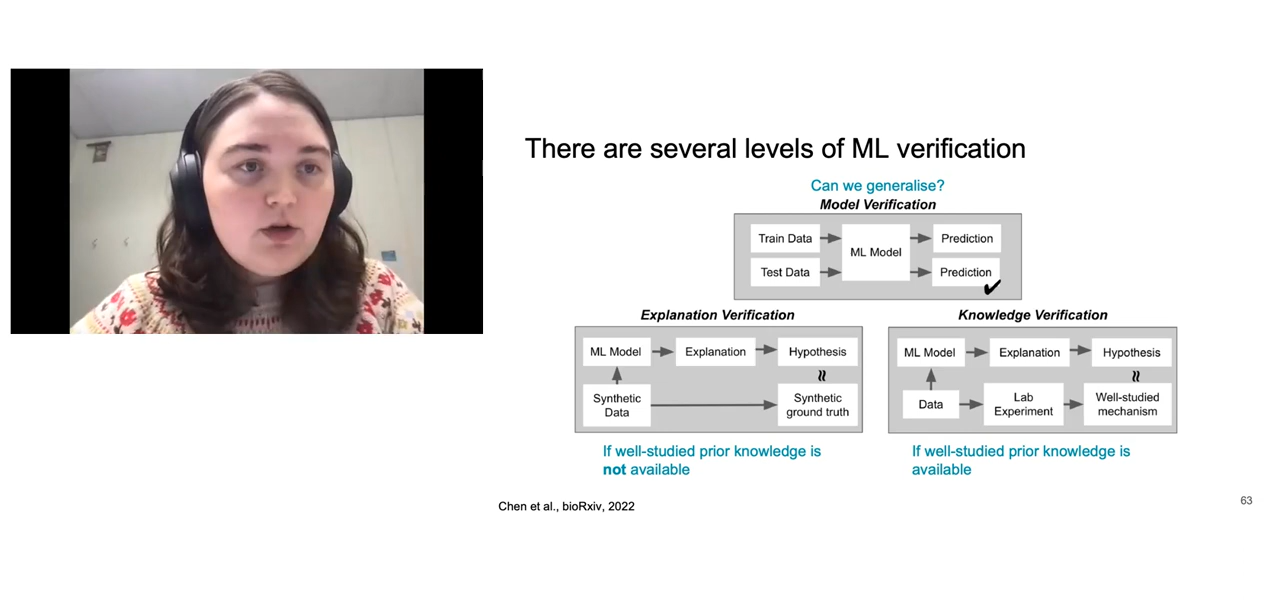 There are several levels of ML verification
Can we generalise?
Model Verification
Train Data
Test Data
ML Model
Prediction
Prediction
Explanation Verification
ML Model
Explanation
Hypothesis
≈
Synthetic
Data
Synthetic
ground truth
If well-studied prior knowledge is
not available
Knowledge Verification
ML Model
Explanation
Hypothesis
≈
Data
Lab
Experiment
Well-studied
mechanism
If well-studied prior knowledge is
available
Chen et al., bioRxiv, 2022
63